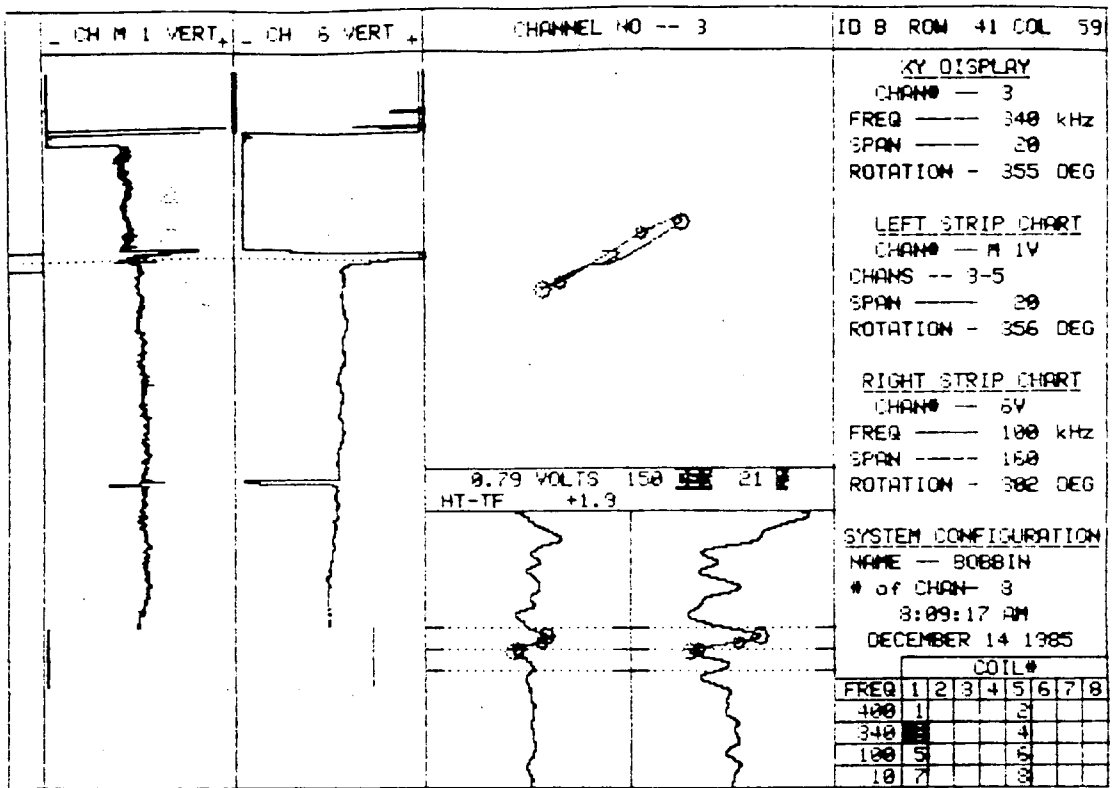 - CH M 1 VERT + - CH 6 VERT + CHANNEL NO -- 3 ID B ROW 41 COL 59
XY DISPLAY
CHAN# -- 3
FREQ ---- 340 kHz
SPAN ---- 20
ROTATION - 355 DEG
LEFT STRIP CHART
CHAN# -- M 1V
CHANS -- 3-5
SPAN ---- 20
ROTATION - 356 DEG
RIGHT STRIP CHART
CHAN# -- 6V
FREQ ---- 100 kHz
SPAN ---- 160
ROTATION - 302 DEG
0.79 VOLTS 150 21
HT-TF +1.9
SYSTEM CONFIGURATION
NAME -- BOBBIN
# of CHAN- 8
8:09:17 AM
DECEMBER 14 1985
COIL#
FREQ 1 2 3 4 5 6 7 8
400 1 2
340 4
100 5 6
10 7 8